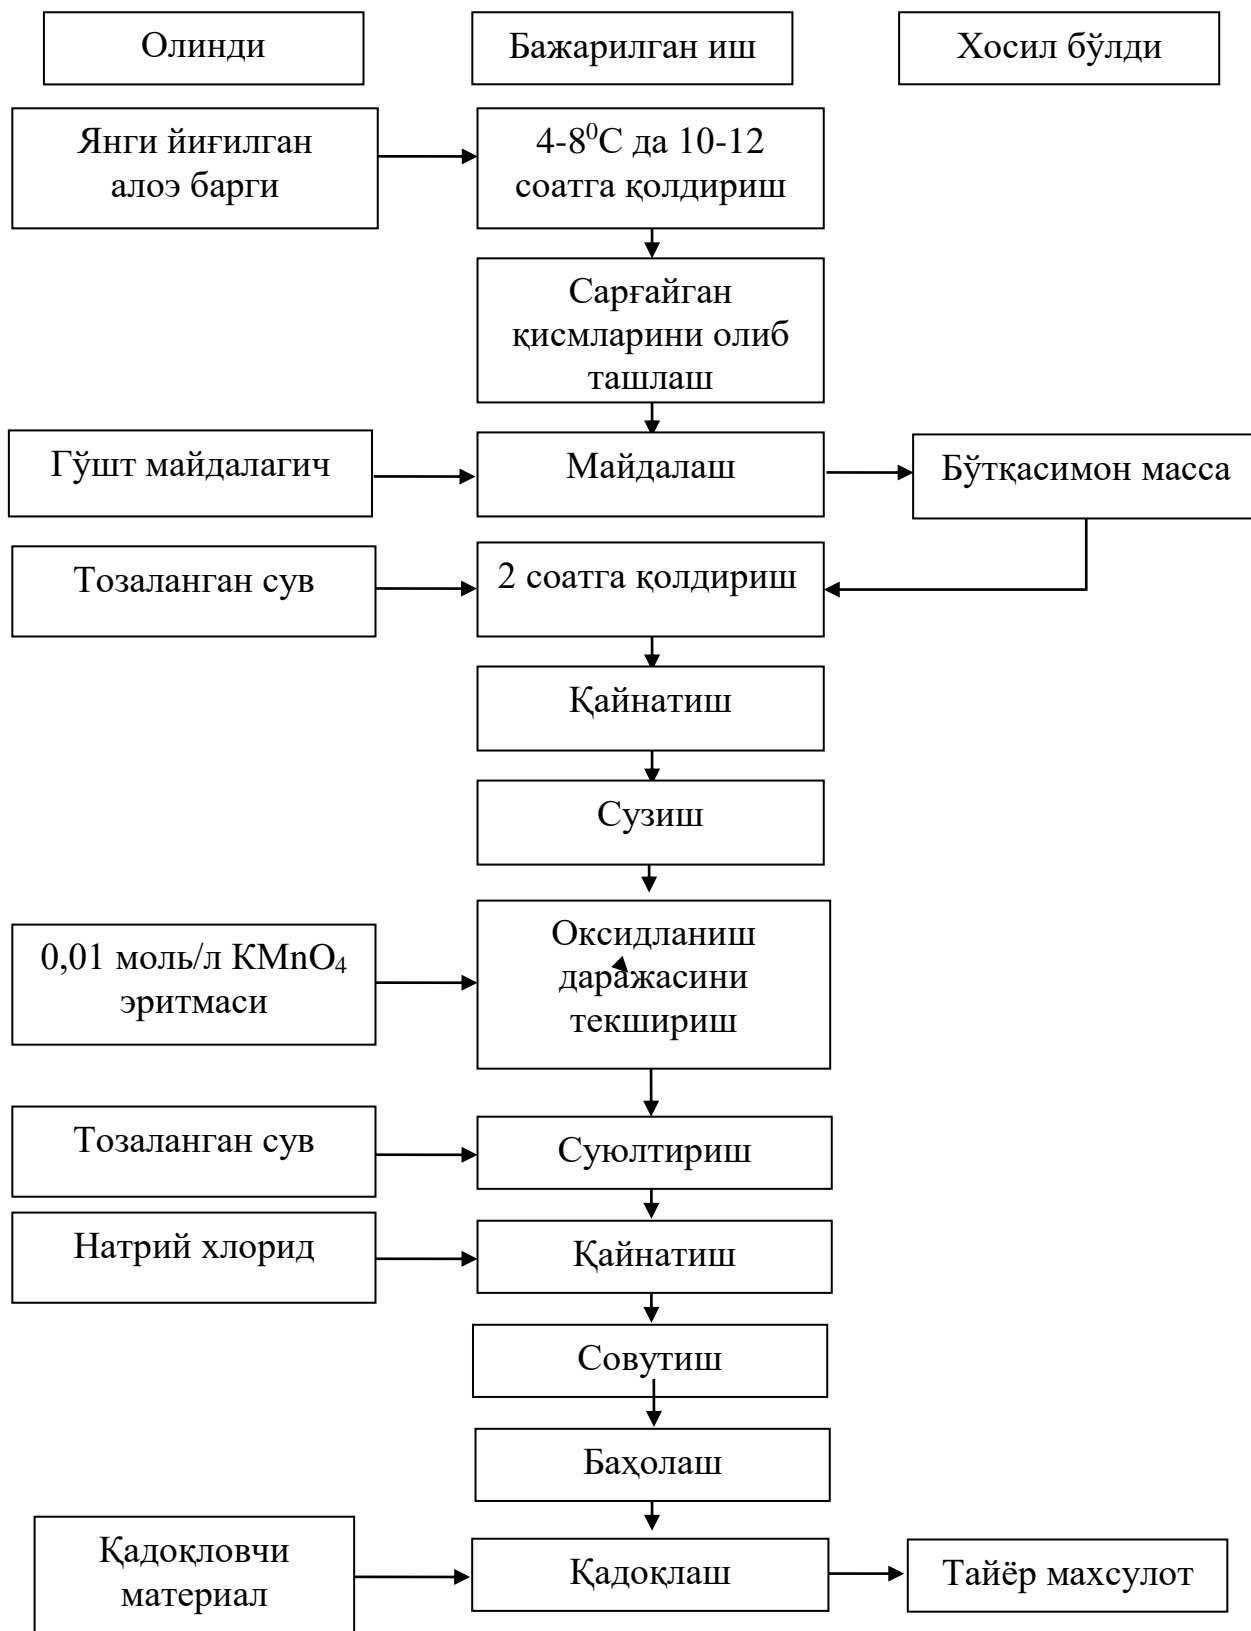 Олинди
Бажарилган иш
Хосил бўлди
Янги йиғилган
алоэ барги
4-8⁰С да 10-12
соатга қолдириш
Сарғайган
қисмларини олиб
ташлаш
Гўшт майдалагич
Майдалаш
Бўтқасимон масса
Тозаланган сув
2 соатга қолдириш
Қайнатиш
Сузиш
0,01 моль/л KMnO₄
эритмаси
Оксидланиш
даражасини
текшириш
Тозаланган сув
Суюлтириш
Натрий хлорид
Қайнатиш
Совутиш
Баҳолаш
Қадоқловчи
материал
Қадоқлаш
Тайёр махсулот